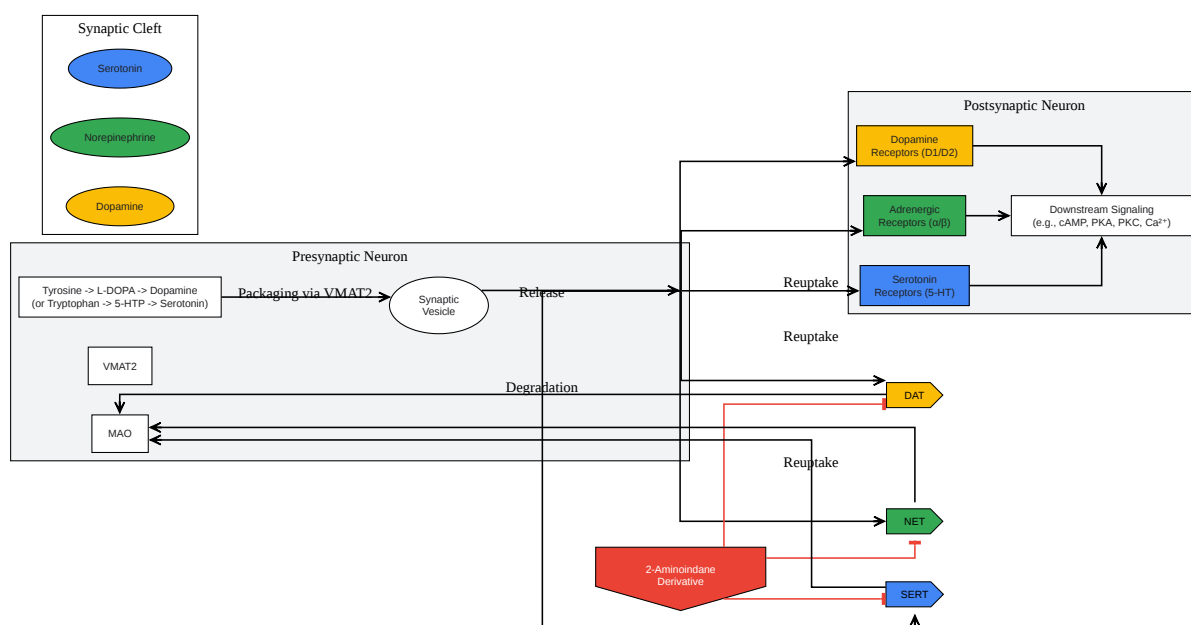 Synaptic Cleft
Serotonin
Norepinephrine
Dopamine
Postsynaptic Neuron
Dopamine
Receptors (D1/D2)
Adrenergic
Receptors (α/β)
Downstream Signaling
(e.g., cAMP, PKA, PKC, Ca²⁺)
Serotonin
Receptors (5-HT)
Presynaptic Neuron
Tyrosine -> L-DOPA -> Dopamine
(or Tryptophan -> 5-HTP -> Serotonin)
Packaging via VMAT2
Synaptic
Vesicle
Release
Reuptake
Reuptake
VMAT2
Degradation
DAT
MAO
Reuptake
NET
2-Aminoindane
Derivative
SERT